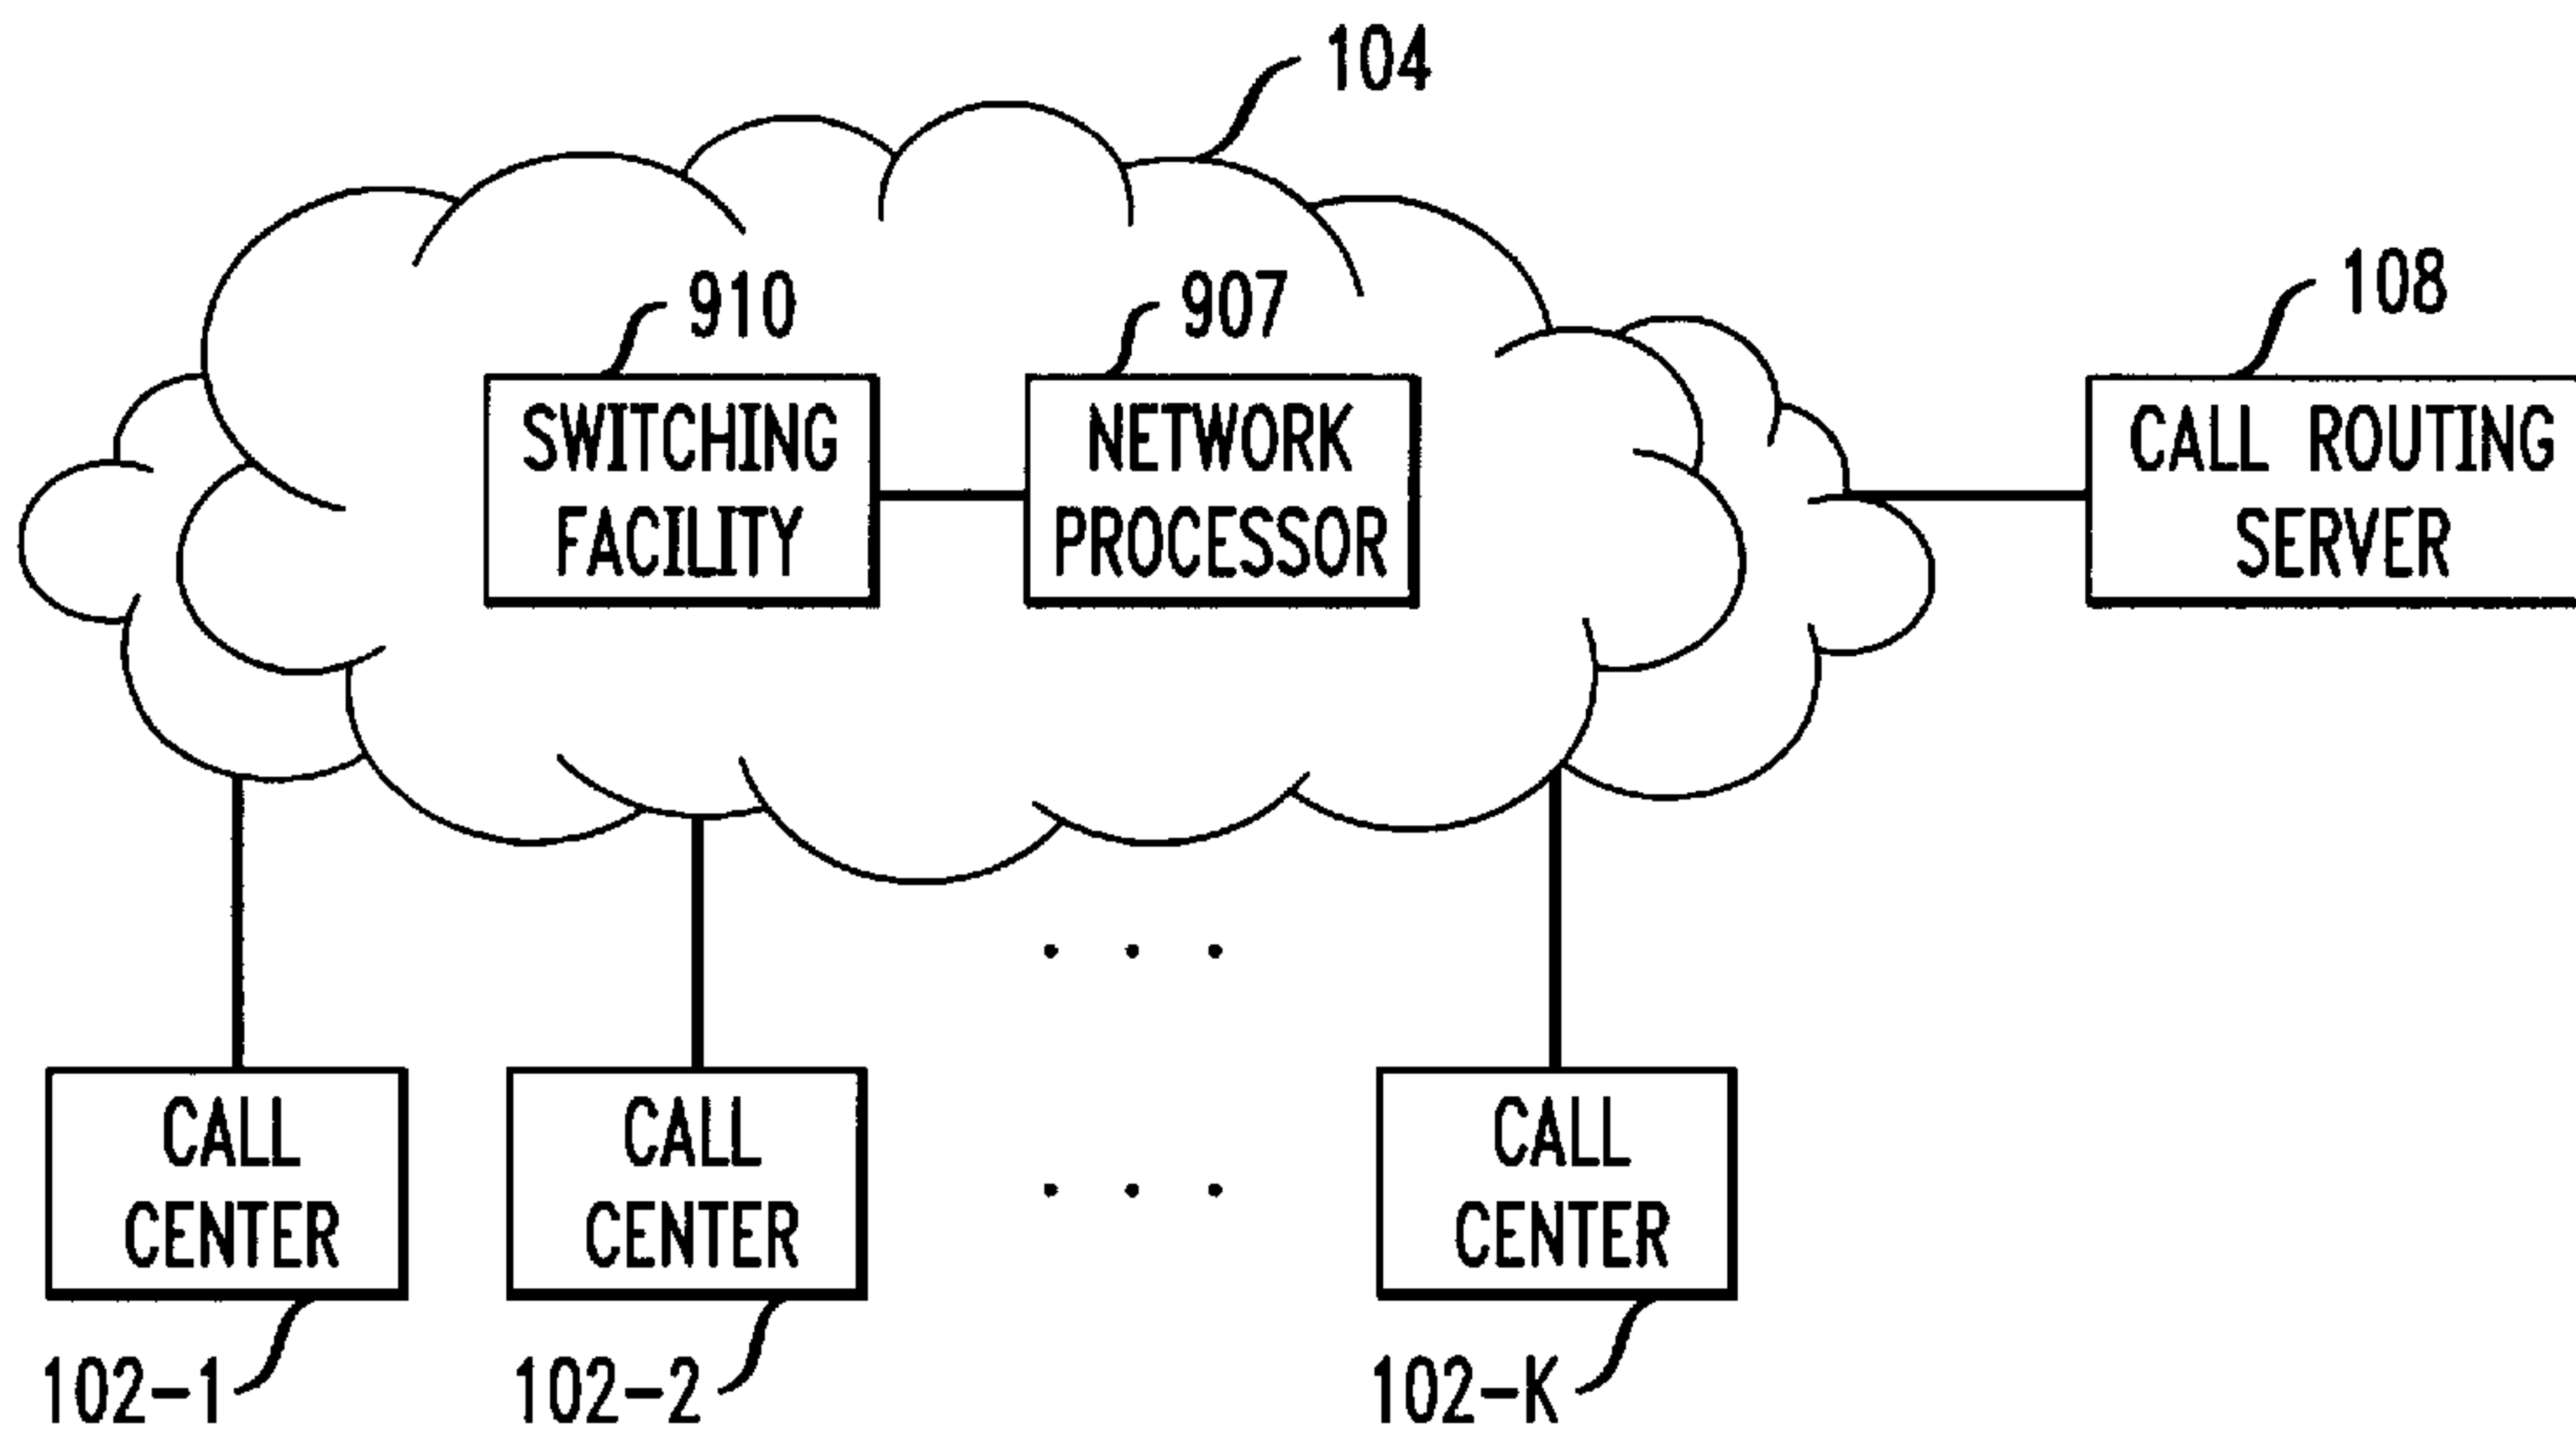 104
910
907
108
SWITCHING
FACILITY
NETWORK
PROCESSOR
CALL ROUTING
SERVER
. . .
CALL
CENTER
CALL
CENTER
. . .
CALL
CENTER
102-1
102-2
102-K